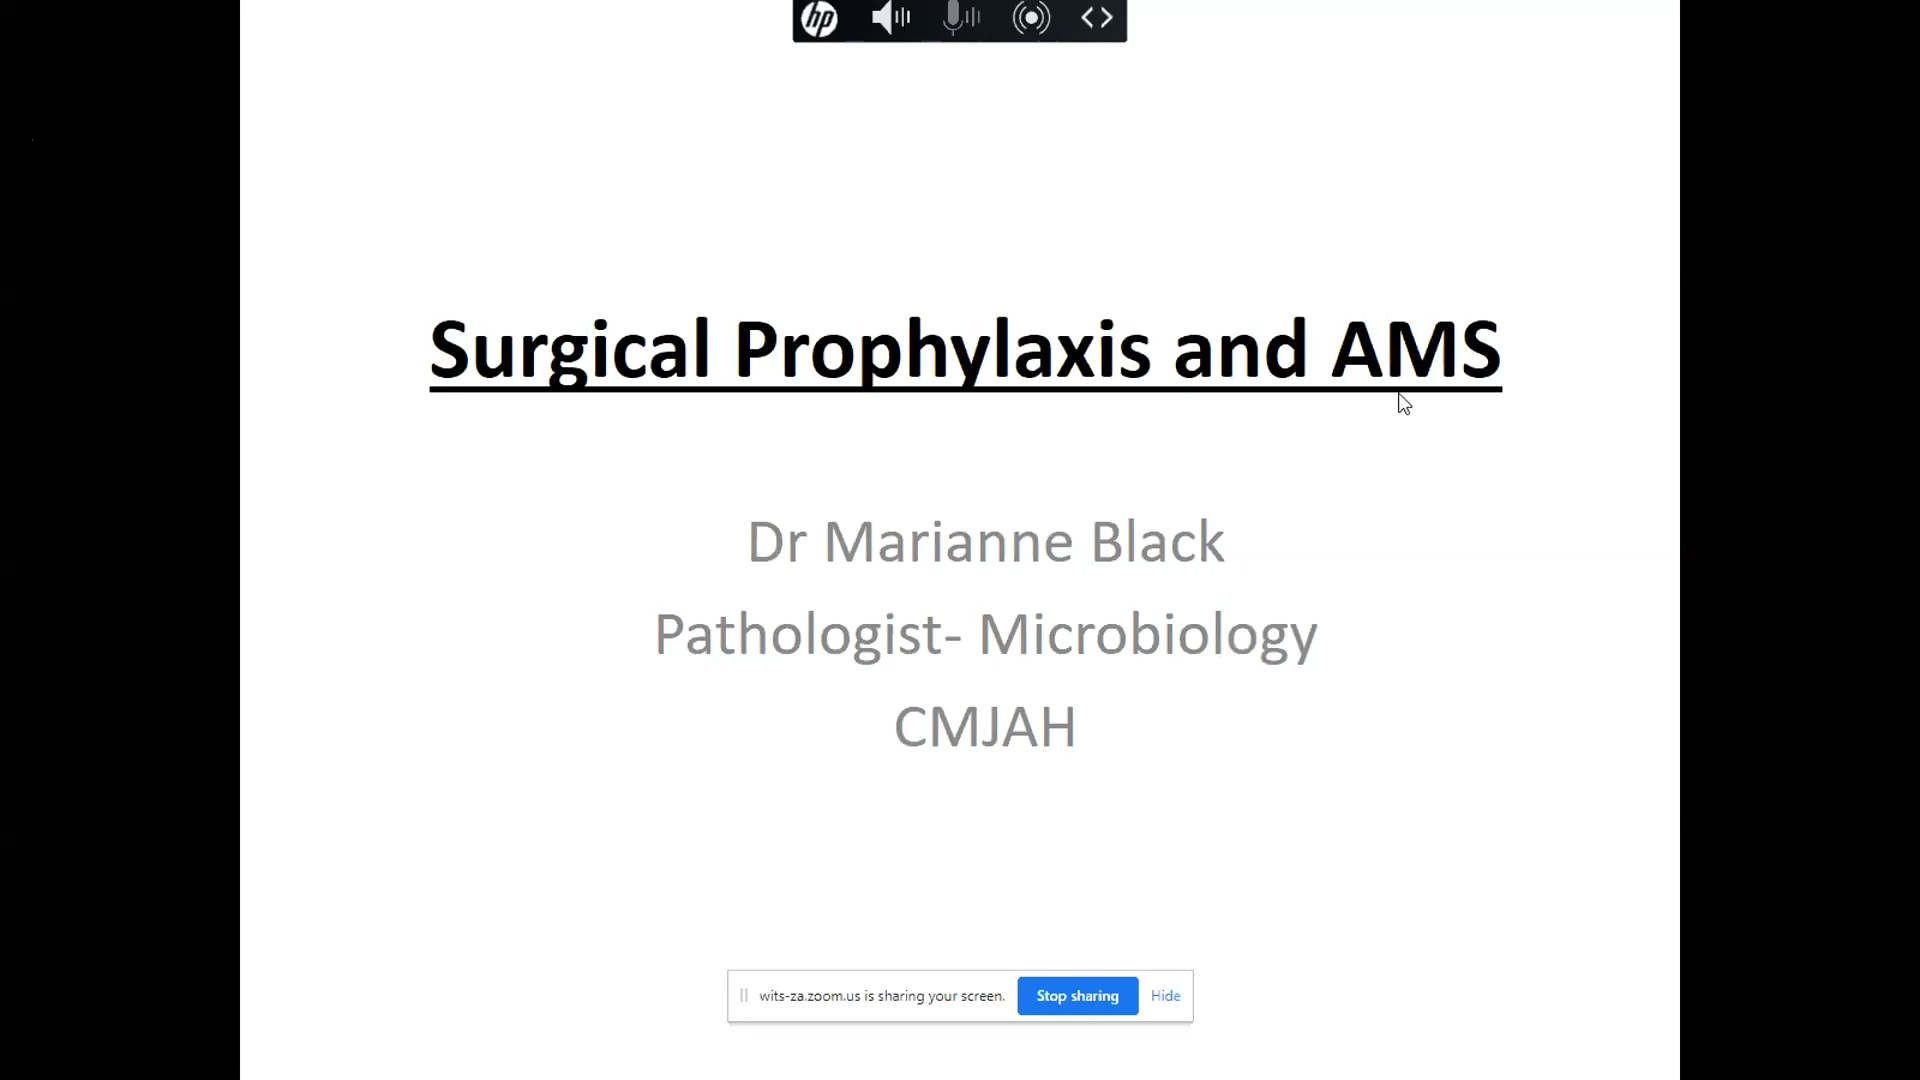 hp
Surgical Prophylaxis and AMS
Dr Marianne Black
Pathologist- Microbiology
CMJAH
wits-za.zoom.us is sharing your screen. Stop sharing Hide